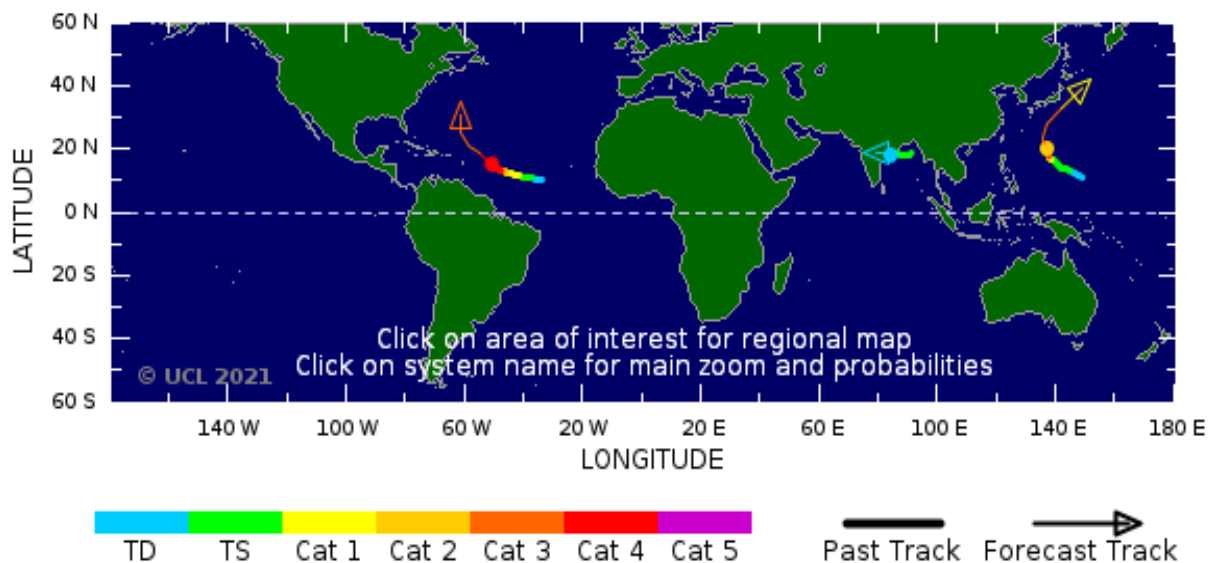 60 N
40 N
20 N
0 N
20 S
40 S
60 S
LATITUDE
Click on area of interest for regional map
Click on system name for main zoom and probabilities
© UCL 2021
140 W 100 W 60 W 20 W 20 E 60 E 100 E 140 E 180 E
LONGITUDE
TD TS Cat 1 Cat 2 Cat 3 Cat 4 Cat 5 Past Track Forecast Track